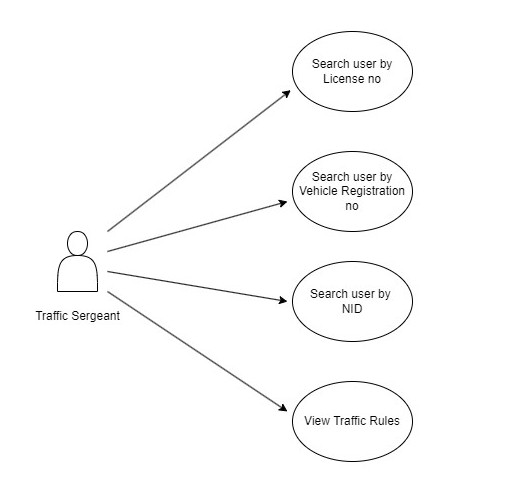 Search user by
License no
Search user by
Vehicle Registration
no
Search user by
NID
Traffic Sergeant
View Traffic Rules